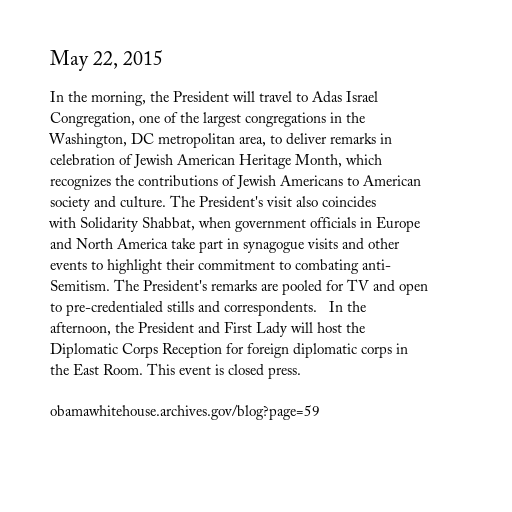 May 22, 2015
In the morning, the President will travel to Adas Israel
Congregation, one of the largest congregations in the
Washington, DC metropolitan area, to deliver remarks in
celebration of Jewish American Heritage Month, which
recognizes the contributions of Jewish Americans to American
society and culture. The President's visit also coincides
with Solidarity Shabbat, when government officials in Europe
and North America take part in synagogue visits and other
events to highlight their commitment to combating anti-
Semitism. The President's remarks are pooled for TV and open
to pre-credentialed stills and correspondents.   In the
afternoon, the President and First Lady will host the
Diplomatic Corps Reception for foreign diplomatic corps in
the East Room. This event is closed press.
obamawhitehouse.archives.gov/blog?page=59